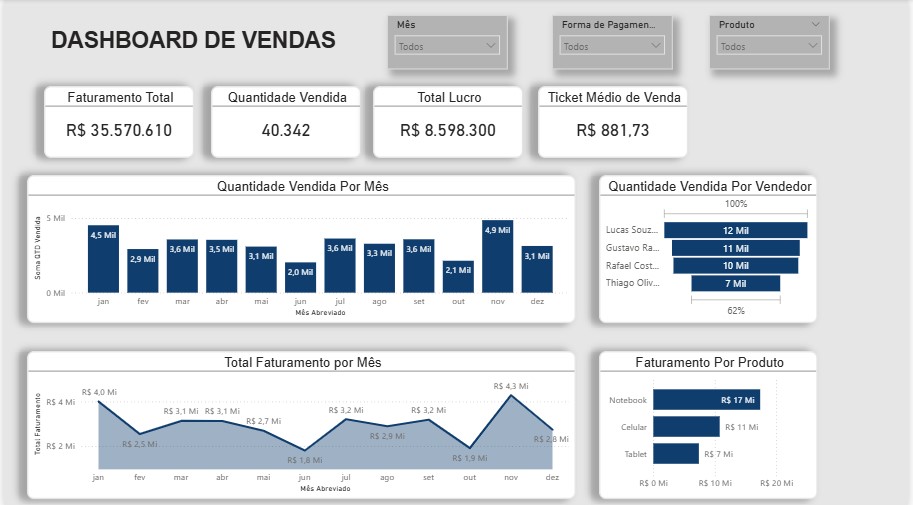 DASHBOARD DE VENDAS
Mês
Todos
Forma de Pagamen...
Todos
Produto
Todos
Faturamento Total
R$ 35.570.610
Quantidade Vendida
40.342
Total Lucro
R$ 8.598.300
Ticket Médio de Venda
R$ 881,73
Quantidade Vendida Por Mês
Soma QTD Vendida
5 Mil
0 Mil
4,5 Mil
2,9 Mil
3,6 Mil
3,5 Mil
3,1 Mil
2,0 Mil
3,6 Mil
3,3 Mil
3,6 Mil
2,1 Mil
4,9 Mil
3,1 Mil
jan fev mar abr mai jun jul ago set out nov dez
Mês Abreviado
Quantidade Vendida Por Vendedor
100%
Lucas Souz... 12 Mil
Gustavo Ra... 11 Mil
Rafael Cost... 10 Mil
Thiago Oliv... 7 Mil
62%
Total Faturamento por Mês
Total Faturamento
R$ 4 Mi
R$ 2 Mi
R$ 4,0 Mi
R$ 2,5 Mi
R$ 3,1 Mi
R$ 3,1 Mi
R$ 2,7 Mi
R$ 1,8 Mi
R$ 3,2 Mi
R$ 2,9 Mi
R$ 3,2 Mi
R$ 1,9 Mi
R$ 4,3 Mi
R$ 2,8 Mi
jan fev mar abr mai jun jul ago set out nov dez
Mês Abreviado
Faturamento Por Produto
Notebook R$ 17 Mi
Celular R$ 11 Mi
Tablet R$ 7 Mi
R$ 0 Mi R$ 10 Mi R$ 20 Mi